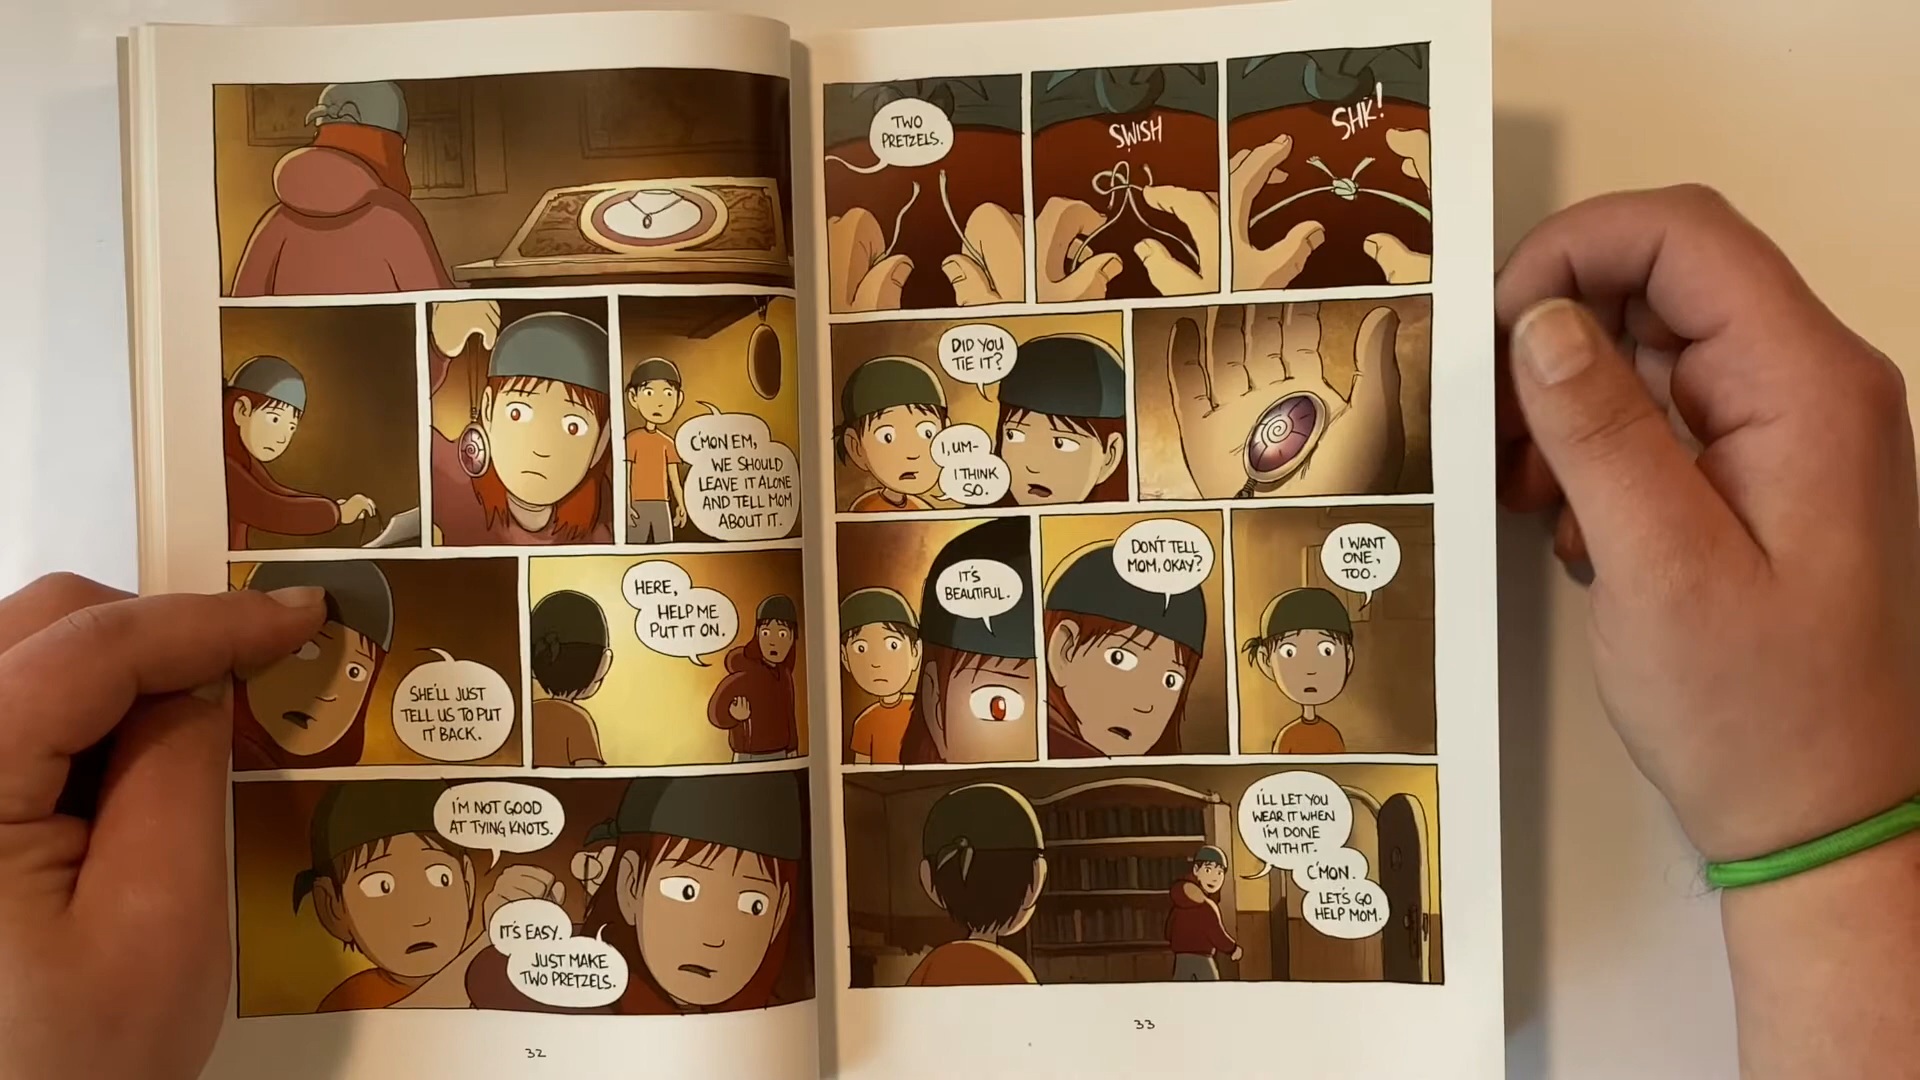 C'MON EM,
WE SHOULD
LEAVE IT ALONE
AND TELL MOM
ABOUT IT.
SHE'LL JUST
TELL US TO PUT
IT BACK.
HERE,
HELP ME
PUT IT ON.
I'M NOT GOOD
AT TYING KNOTS.
IT'S EASY.
JUST MAKE
TWO PRETZELS.
32
TWO
PRETZELS.
SWISH
SHK!
DID YOU
TIE IT?
I, UM-
I THINK
SO.
IT'S
BEAUTIFUL.
DON'T TELL
MOM, OKAY?
I WANT
ONE,
TOO.
I'LL LET YOU
WEAR IT WHEN
I'M DONE
WITH IT.
C'MON.
LET'S GO
HELP MOM.
33